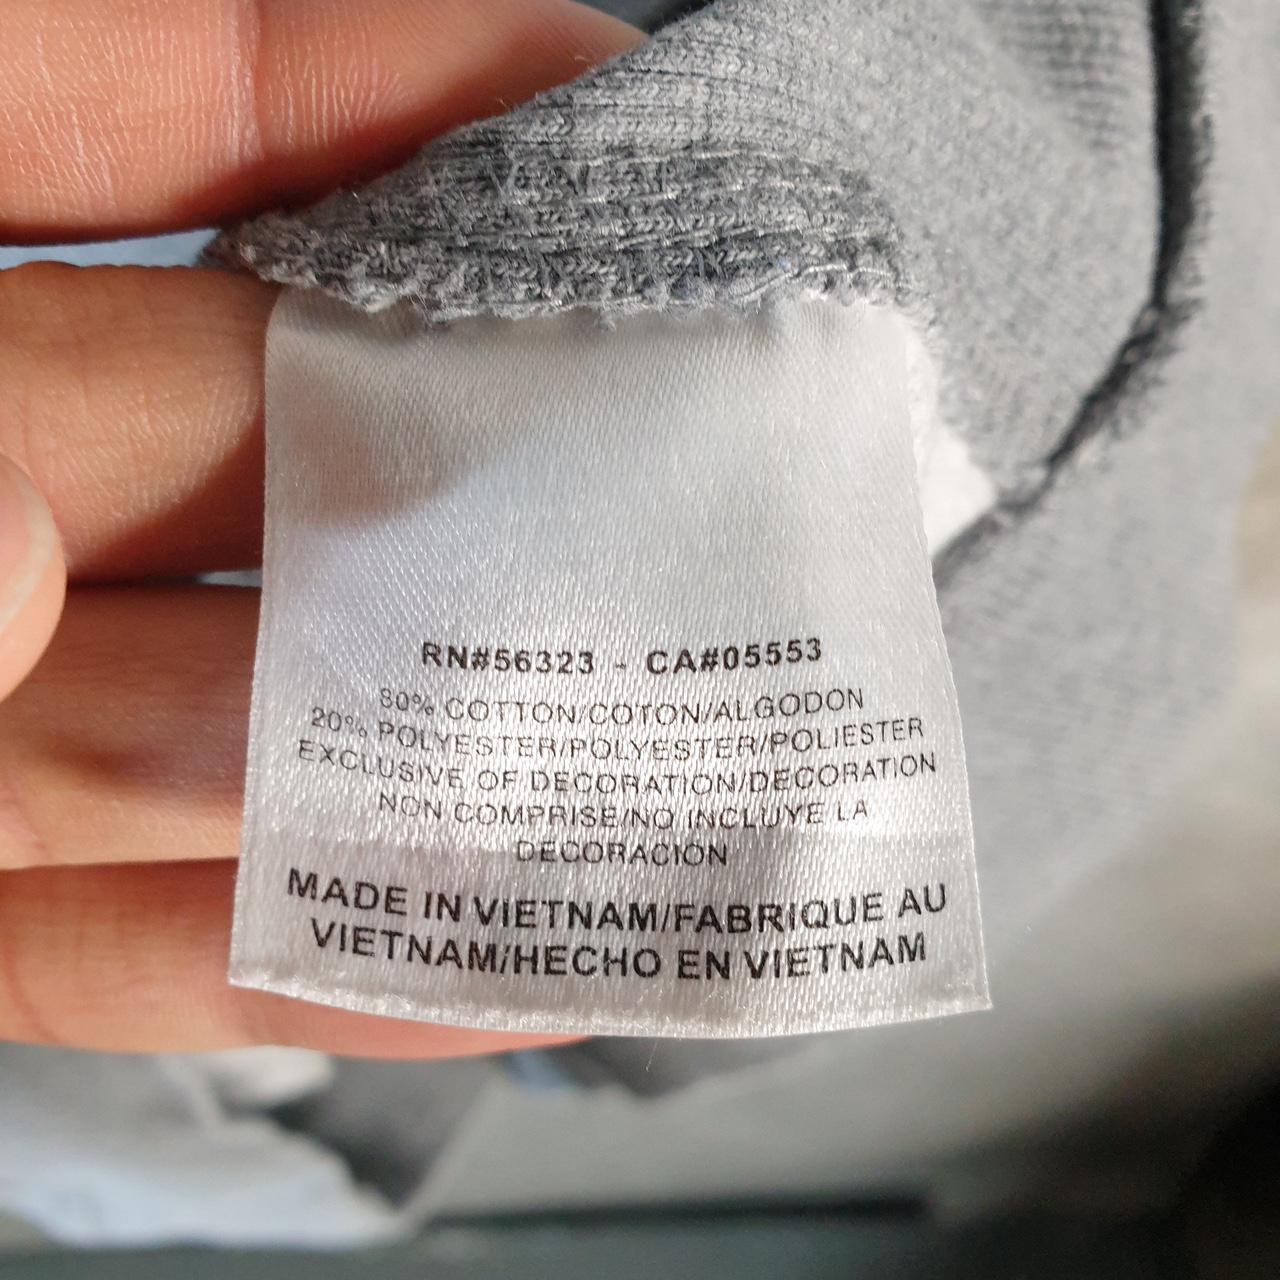 RN#56323 - CA#05553
80% COTTON/COTON/ALGODON
20% POLYESTER/POLYESTER/POLIESTER
EXCLUSIVE OF DECORATION/DECORATION
NON COMPRISE/NO INCLUYE LA
DECORACION
MADE IN VIETNAM/FABRIQUE AU
VIETNAM/HECHO EN VIETNAM